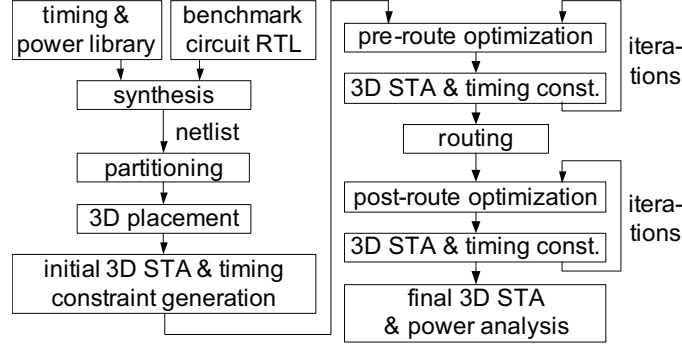 timing &
power library
benchmark
circuit RTL
synthesis
netlist
partitioning
3D placement
initial 3D STA & timing
constraint generation
pre-route optimization
3D STA & timing const.
itera-
tions
routing
post-route optimization
3D STA & timing const.
itera-
tions
final 3D STA
& power analysis